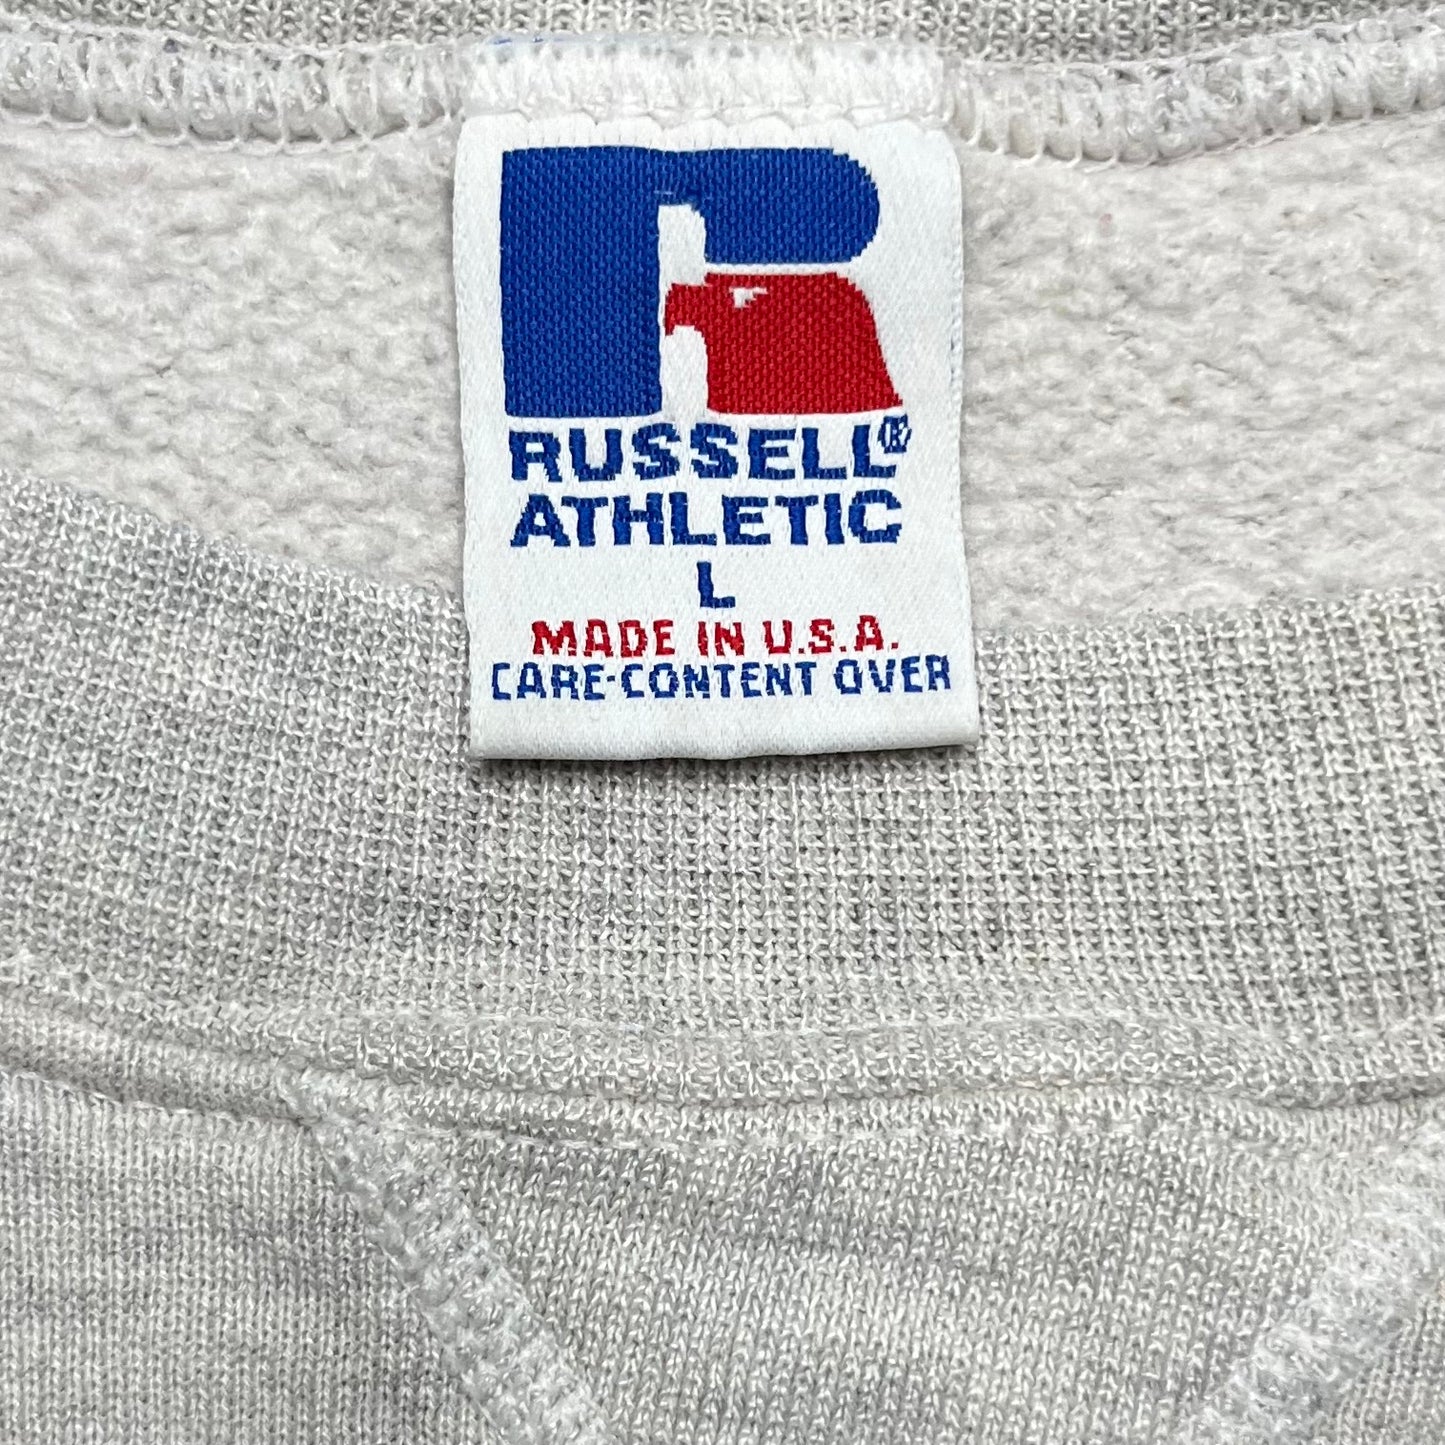 RUSSELL®
ATHLETIC
L
MADE IN U.S.A.
CARE-CONTENT OVER